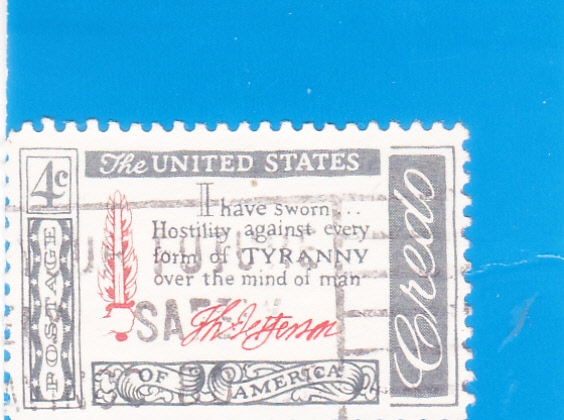 4c
The UNITED STATES
POSTAGE
I have sworn...
Hostility against every
form of TYRANNY
over the mind of man
Th. Jefferson
OF AMERICA
Credo